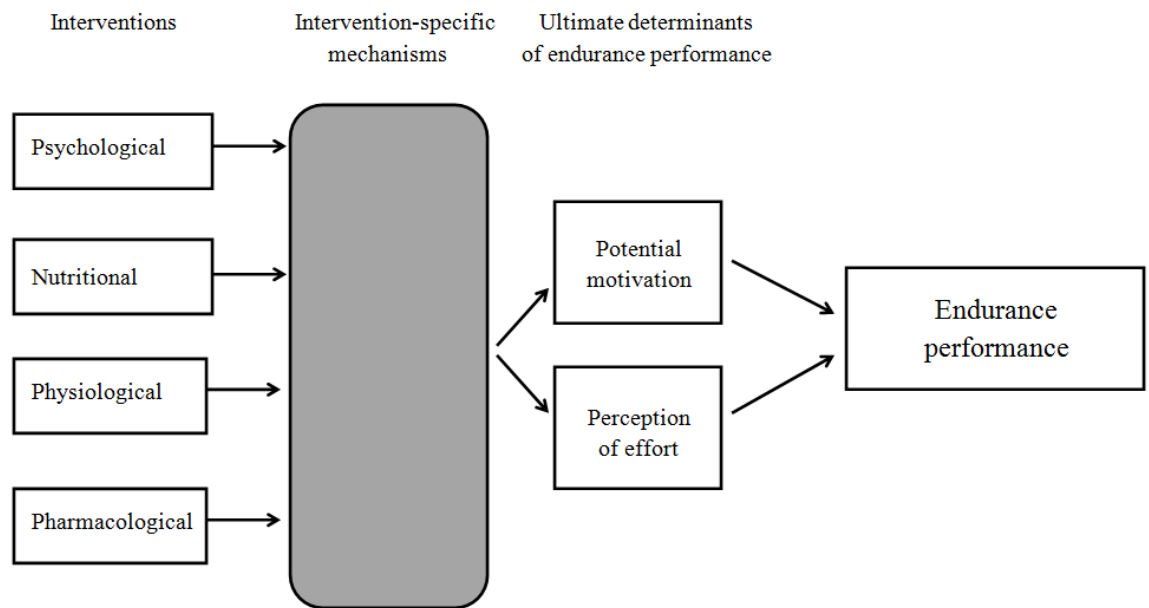 Interventions
Intervention-specific
mechanisms
Ultimate determinants
of endurance performance
Psychological
Nutritional
Physiological
Pharmacological
Potential
motivation
Perception
of effort
Endurance
performance